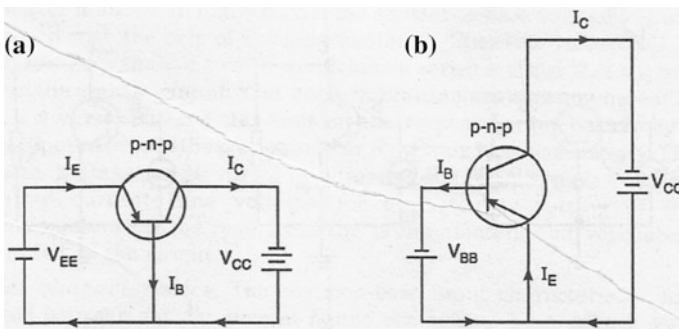 (a)
p-n-p
I_E
I_C
V_EE
V_CC
I_B
(b)
I_C
p-n-p
I_B
V_CC
V_BB
I_E